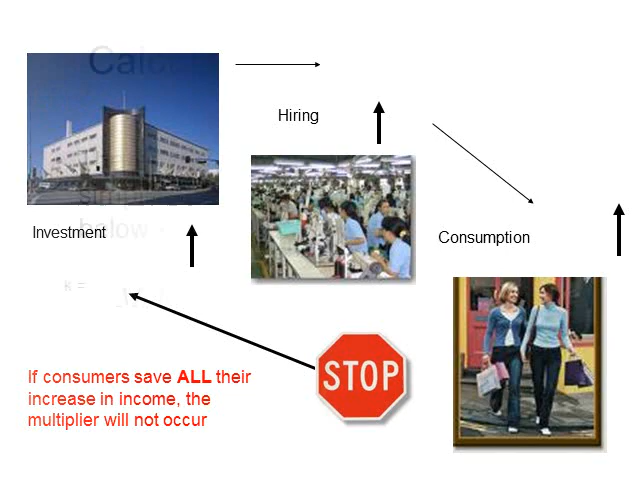 Hiring
Investment
Consumption
STOP
If consumers save ALL their
increase in income, the
multiplier will not occur